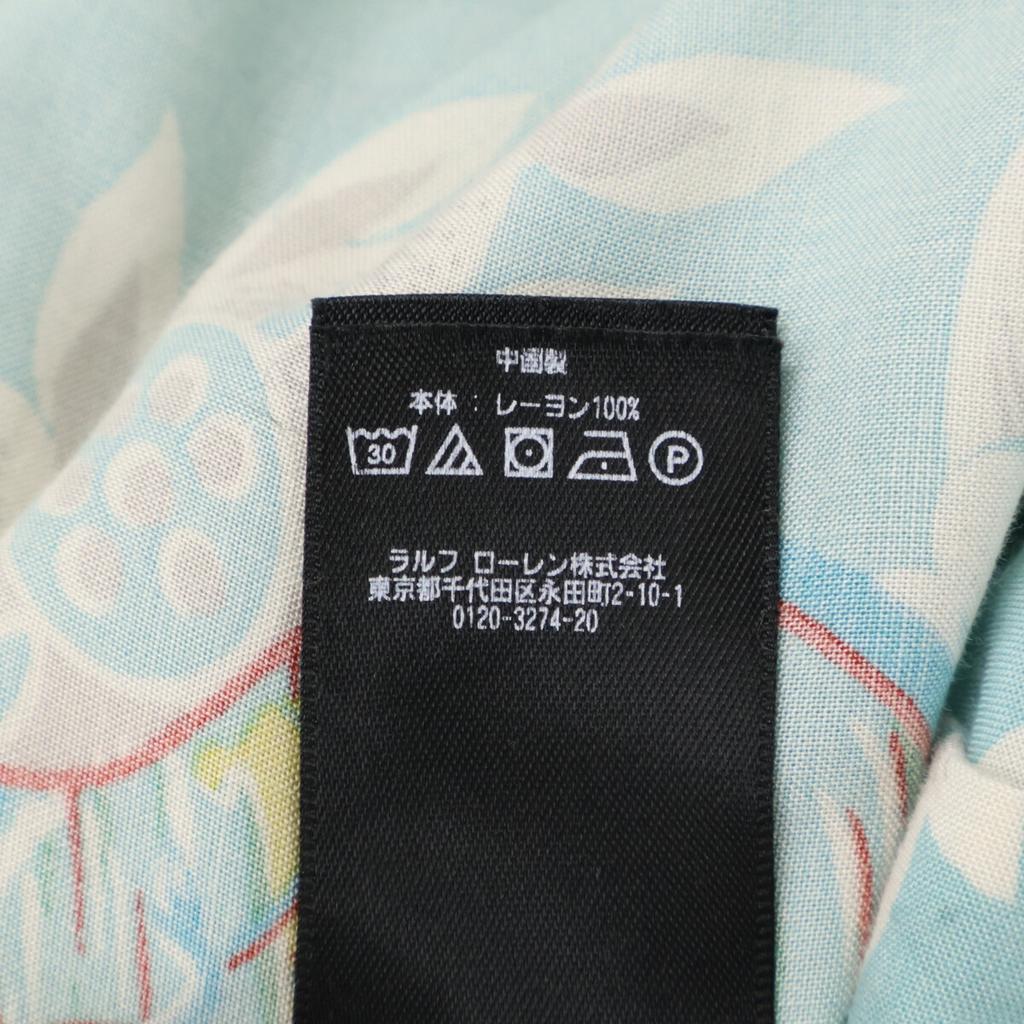 中国製
本体 : レーヨン100%
30 P
ラルフ ローレン株式会社
東京都千代田区永田町2-10-1
0120-3274-20